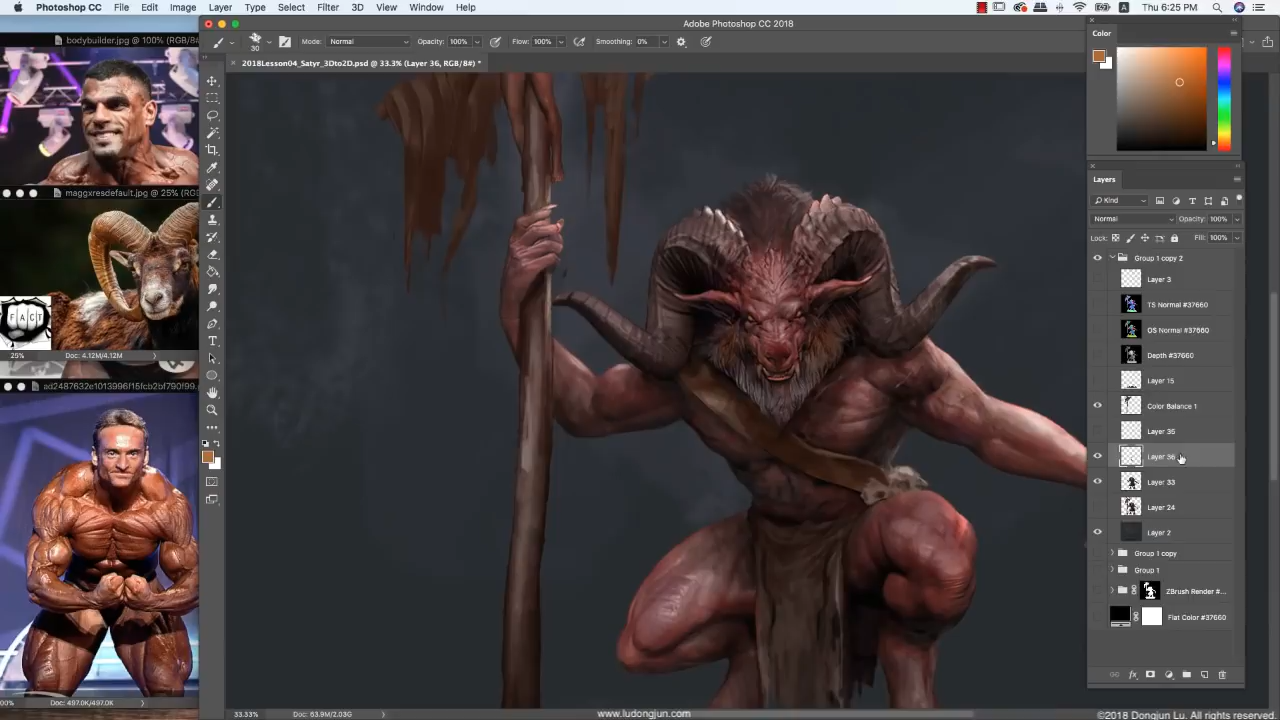 Photoshop CC File Edit Image Layer Type Select Filter 3D View Window Help
Thu 6:25 PM
Adobe Photoshop CC 2018
bodybuilder.jpg @ 100% (RGB/8#
30 Mode: Normal Opacity: 100% Flow: 100% Smoothing: 0%
2018Lesson04_Satyr_3Dto2D.psd @ 33.3% (Layer 36, RGB/8#) *
Color
Layers
Kind
maggxresdefault.jpg @ 25% (RG
Normal Opacity: 100%
Lock: Fill: 100%
Group 1 copy 2
Layer 3
TS Normal #37660
OS Normal #37660
FACT
Depth #37660
25% Doc: 4.12M/4.12M
Layer 15
ad2487632e1013996f15fcb2bf790f99.
Color Balance 1
Layer 35
Layer 36
Layer 33
Layer 24
Layer 2
Group 1 copy
Group 1
ZBrush Render #...
Flat Color #37660
00% Doc: 497.0K/497.0K
33.33% Doc: 63.9M/2.03G
www.ludongjun.com
©2018 Dongjun Lu. All rights reserved.